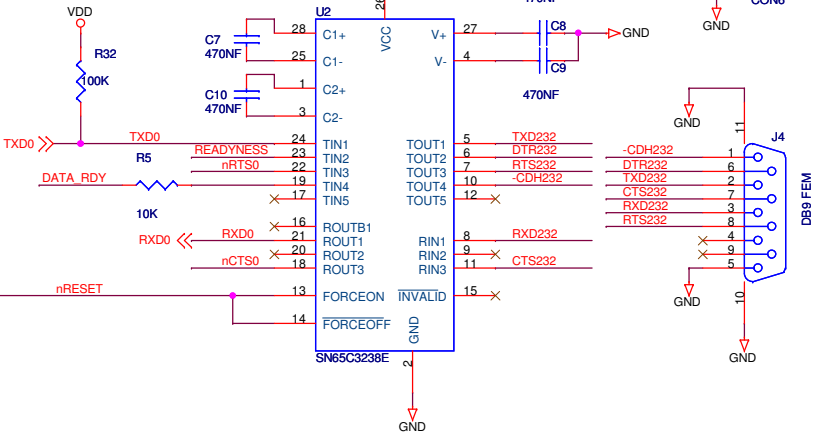 470NF
CON6
VDD
26
U2
GND
R32
100K
C7
470NF
28
C1+
VCC
V+
27
C8
GND
25
C1-
V-
4
C9
C10
470NF
1
C2+
470NF
3
C2-
GND
11
J4
TXD0
TXD0
24
TIN1
TOUT1
5
TXD232
READYNESS
23
TIN2
TOUT2
6
DTR232
-CDH232
1
R5
nRTS0
22
TIN3
TOUT3
7
RTS232
DTR232
6
DATA_RDY
19
TIN4
TOUT4
10
-CDH232
TXD232
2
17
TIN5
TOUT5
12
CTS232
7
10K
RXD232
3
16
ROUTB1
RTS232
8
RXD0
RXD0
21
ROUT1
RIN1
8
RXD232
4
20
ROUT2
RIN2
9
9
nCTS0
18
ROUT3
RIN3
11
CTS232
5
DB9 FEM
nRESET
13
FORCEON
INVALID
15
GND
10
14
FORCEOFF
GND
SN65C3238E
2
GND
GND